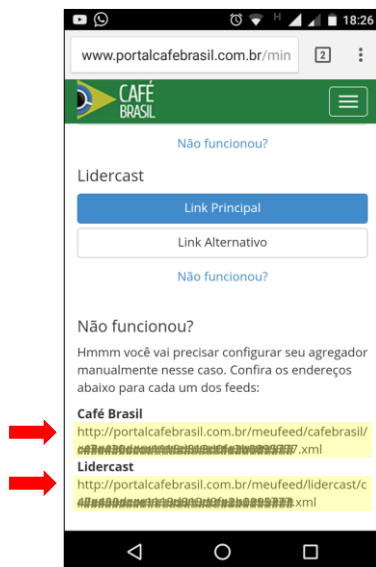 18:26
www.portalcafebrasil.com.br/min
2
CAFÉ
BRASIL
Não funcionou?
Lidercast
Link Principal
Link Alternativo
Não funcionou?
Não funcionou?
Hmmm você vai precisar configurar seu agregador
manualmente nesse caso. Confira os endereços
abaixo para cada um dos feeds:
Café Brasil
http://portalcafebrasil.com.br/meufeed/cafebrasil/
.xml
Lidercast
http://portalcafebrasil.com.br/meufeed/lidercast/c
.xml